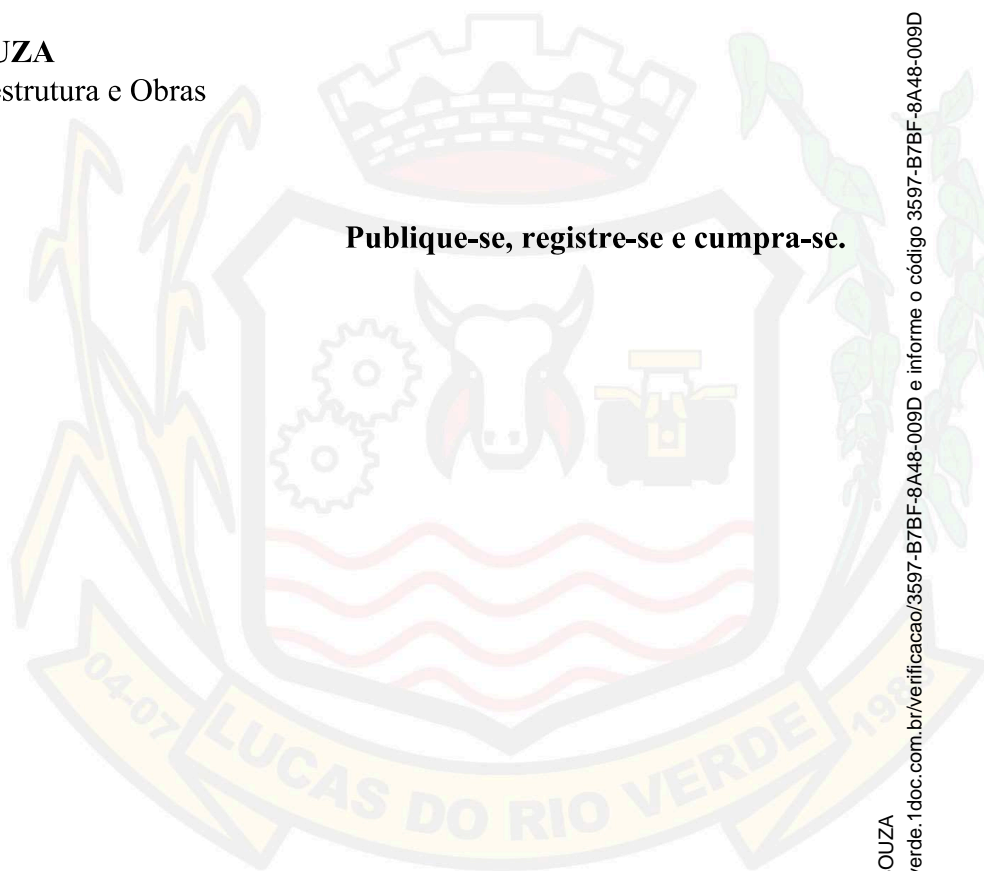 UZA
estrutura e Obras
Publique-se, registre-se e cumpra-se.
04-07
LUCAS DO RIO VERDE
OUZA
verde.1doc.com.br/verificacao/3597-B7BF-8A48-009D e informe o código 3597-B7BF-8A48-009D